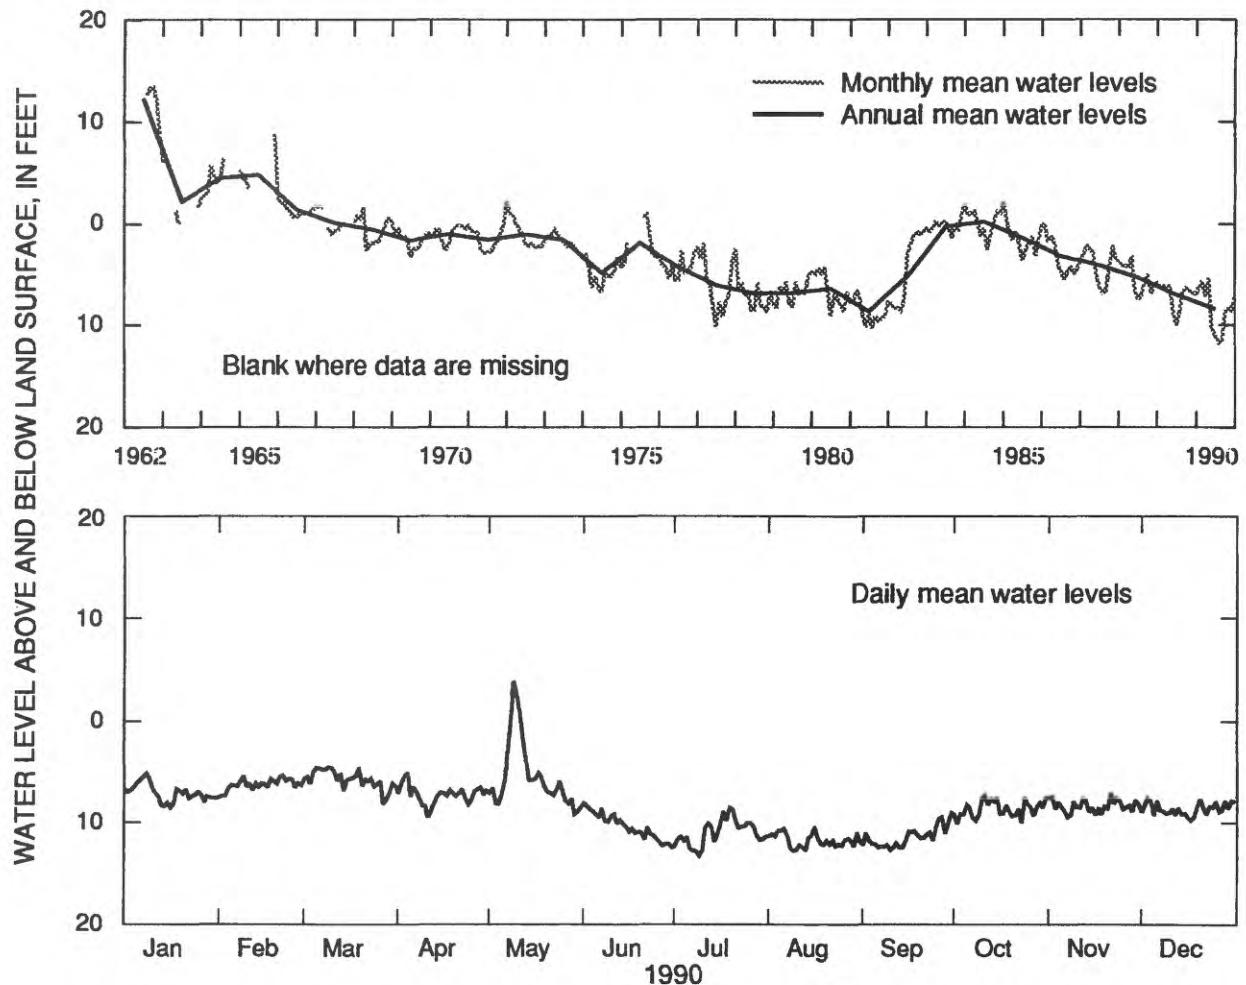 WATER LEVEL ABOVE AND BELOW LAND SURFACE, IN FEET
20
10
0
10
20
Monthly mean water levels
Annual mean water levels
Blank where data are missing
1962 1965 1970 1975 1980 1985 1990
20
10
0
10
20
Daily mean water levels
Jan Feb Mar Apr May Jun Jul Aug Sep Oct Nov Dec
1990